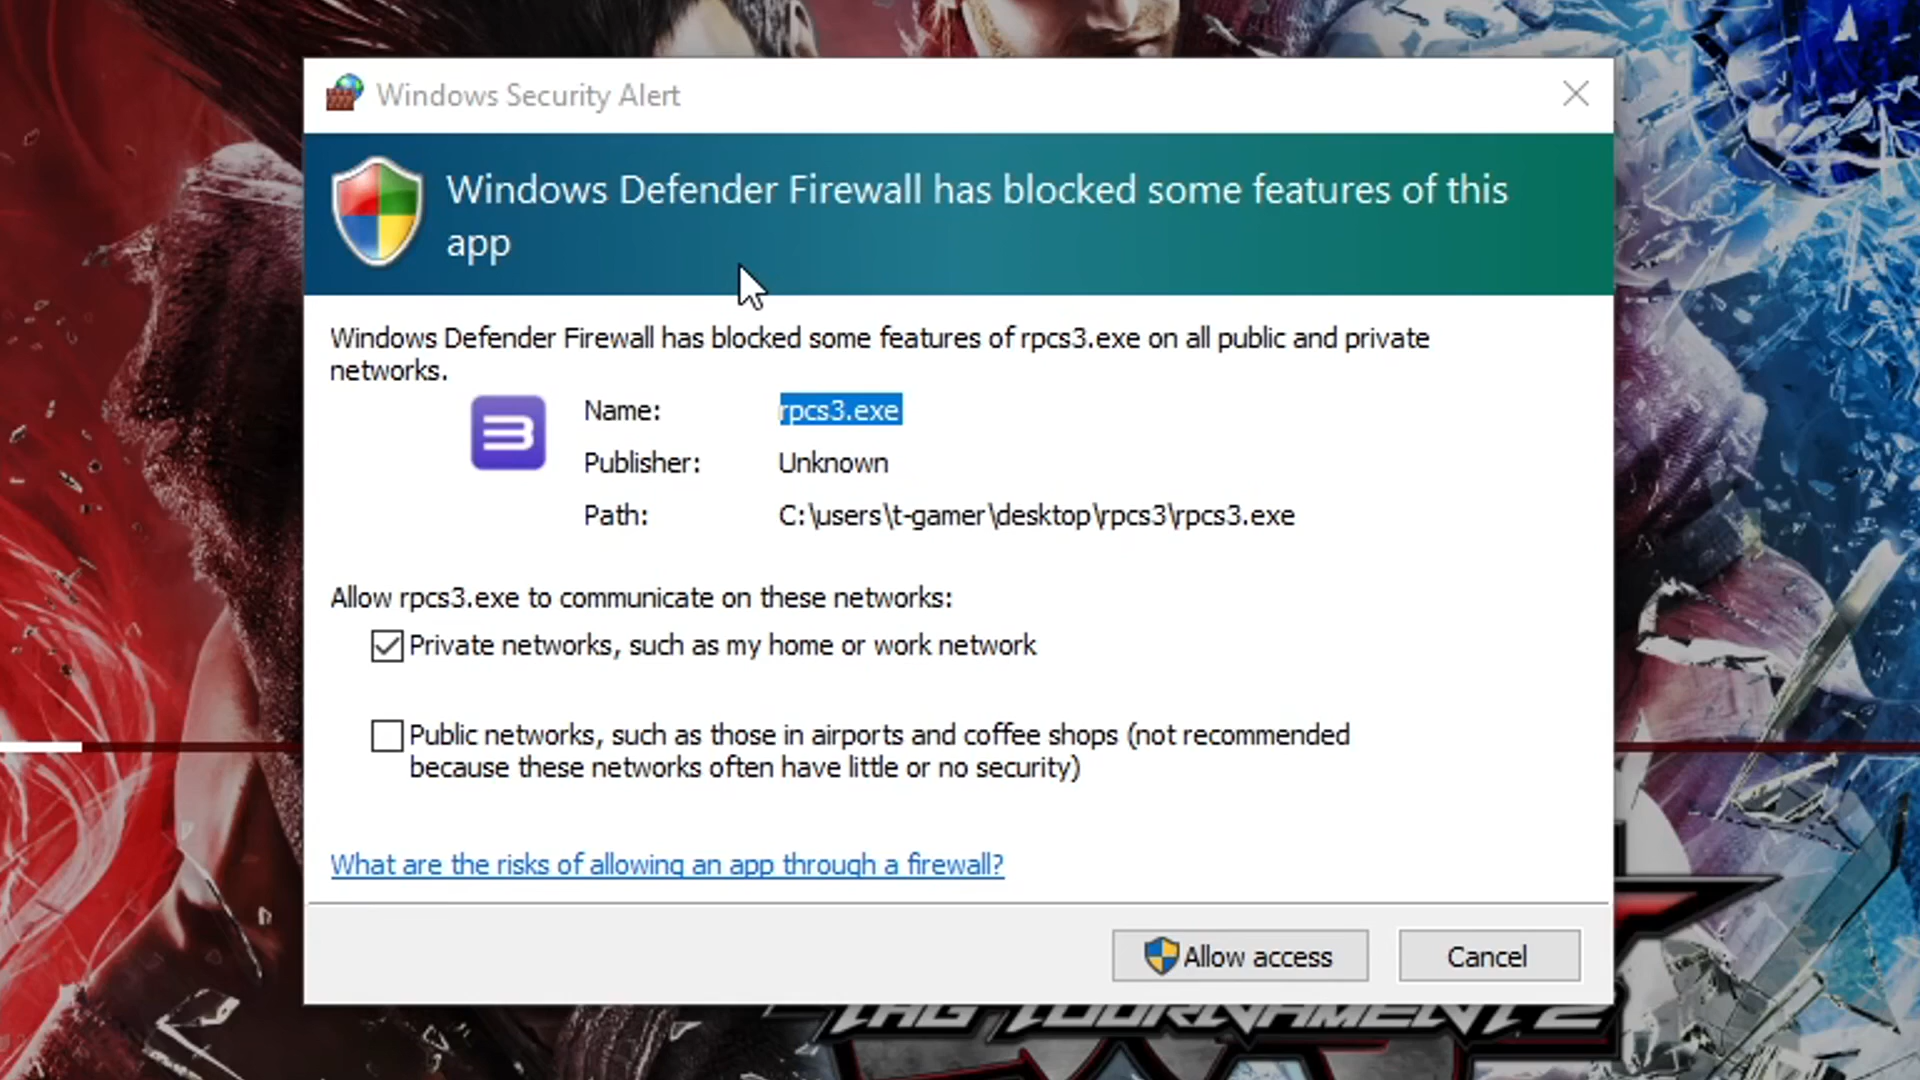 Windows Security Alert
Windows Defender Firewall has blocked some features of this
app
Windows Defender Firewall has blocked some features of rpcs3.exe on all public and private
networks.
Name: rpcs3.exe
Publisher: Unknown
Path: C:\users\t-gamer\desktop\rpcs3\rpcs3.exe
Allow rpcs3.exe to communicate on these networks:
Private networks, such as my home or work network
Public networks, such as those in airports and coffee shops (not recommended
because these networks often have little or no security)
What are the risks of allowing an app through a firewall?
Allow access Cancel
TAG TOURNAMENT 2